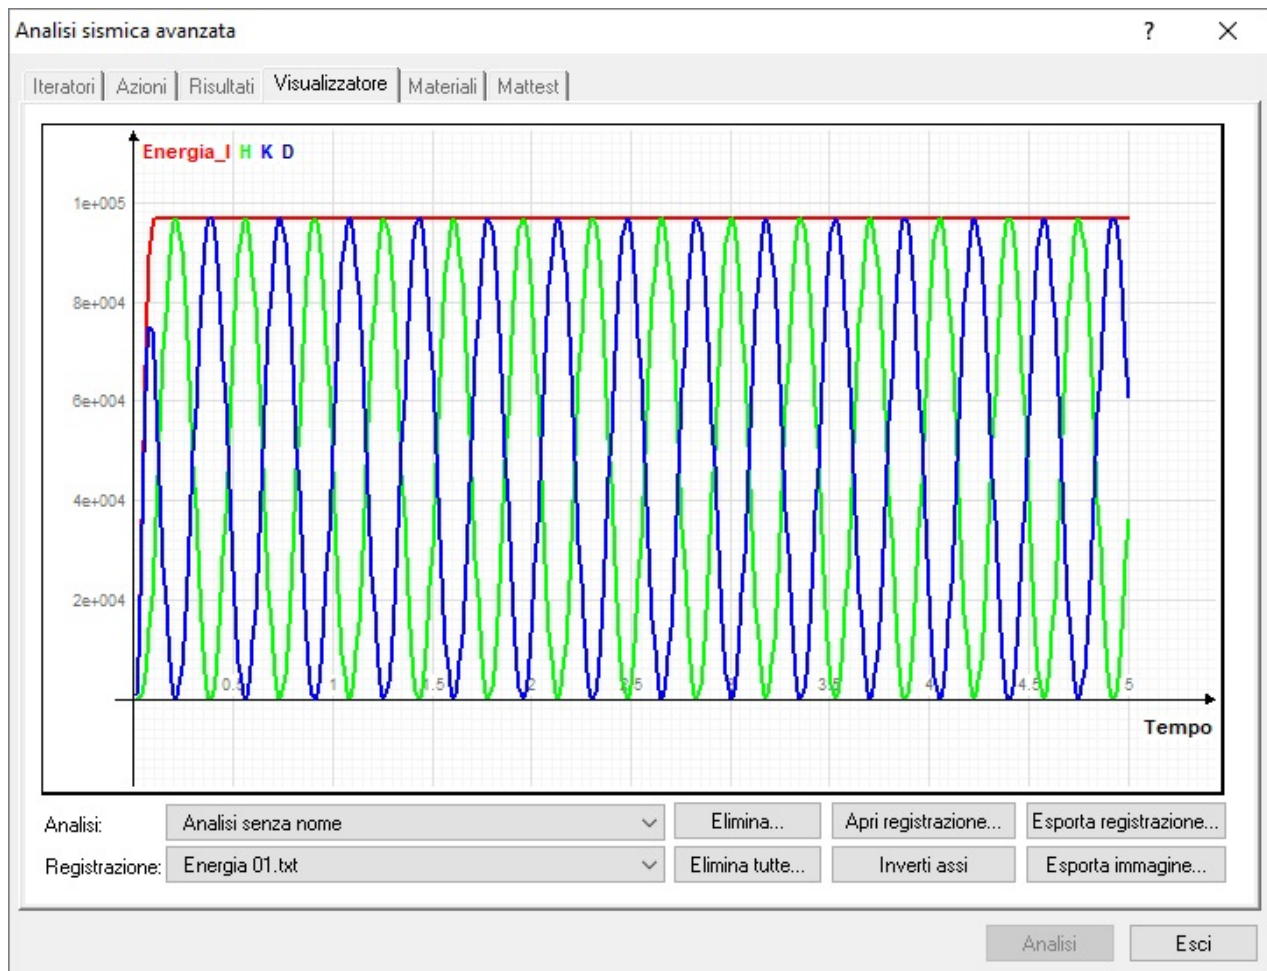 Analisi sismica avanzata ? ×
Iteratori Azioni Risultati Visualizzatore Materiali Mattest
Energia_I H K D
1e+005
8e+004
6e+004
4e+004
2e+004
0.5 1 1.5 2 2.5 3 3.5 4 4.5 5
Tempo
Analisi: Analisi senza nome Elimina... Apri registrazione... Esporta registrazione...
Registrazione: Energia 01.txt Elimina tutte... Inverti assi Esporta immagine...
Analisi Esci